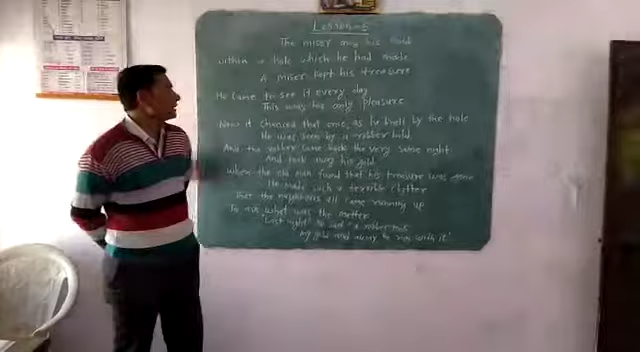 Lesson-5
The miser and his Gold
Within a hole which he had made
A miser kept his treasure
He came to see it every day
This was his only pleasure
Now it chanced that once, as he knelt by the hole
He was seen by a robber bold
And the robber came back the very same night
And took away his gold
When the old man found that his treasure was gone
He made such a terrible clatter
That the neighbours all came running up
To see what was the matter
'Last night' he said 'a robber
My gold and away to run with it'